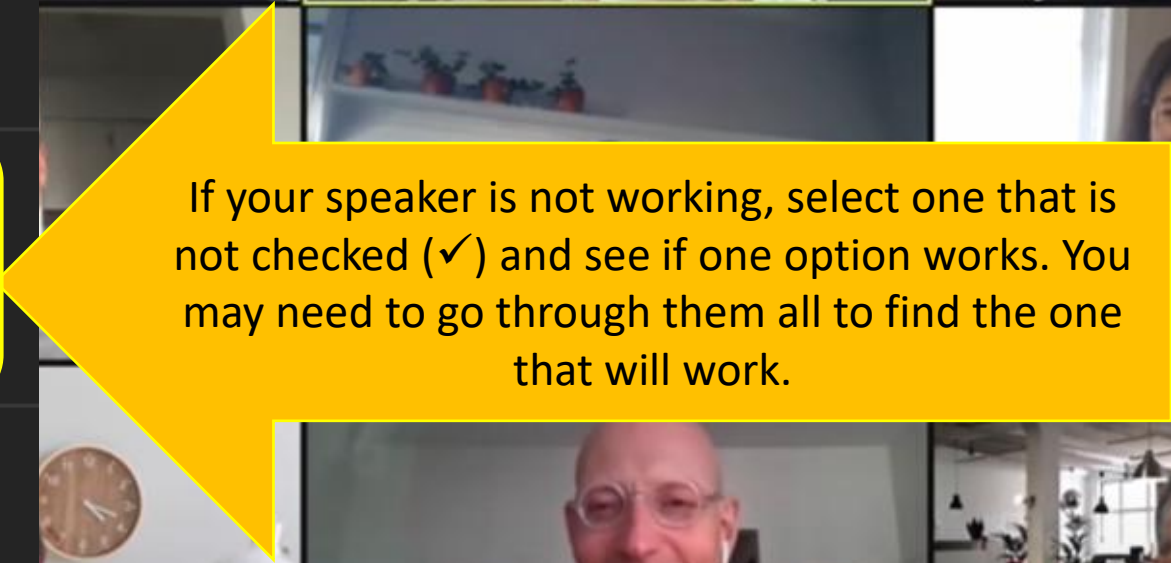 If your speaker is not working, select one that is
not checked (✓) and see if one option works. You
may need to go through them all to find the one
that will work.